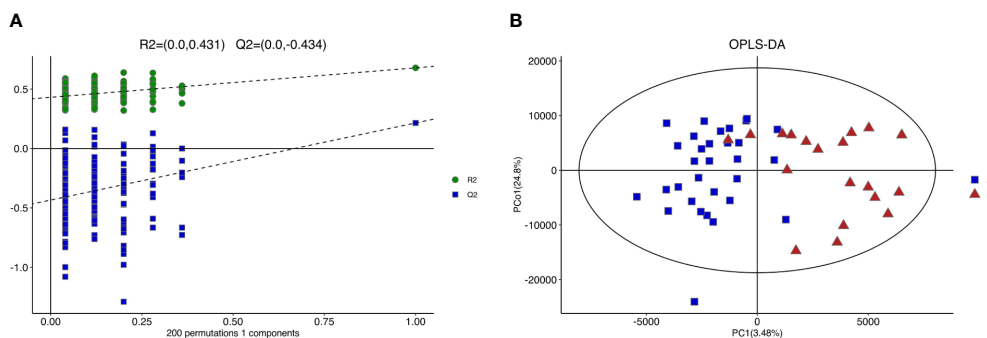 A
R2=(0.0,0.431) Q2=(0.0,-0.434)
0.5
0.0
-0.5
-1.0
0.00
0.25
0.50
0.75
1.00
200 permutations 1 components
R2
Q2
B
OPLS-DA
20000
10000
0
-10000
-20000
PCo1(24.8%)
-5000
0
5000
PC1(3.48%)